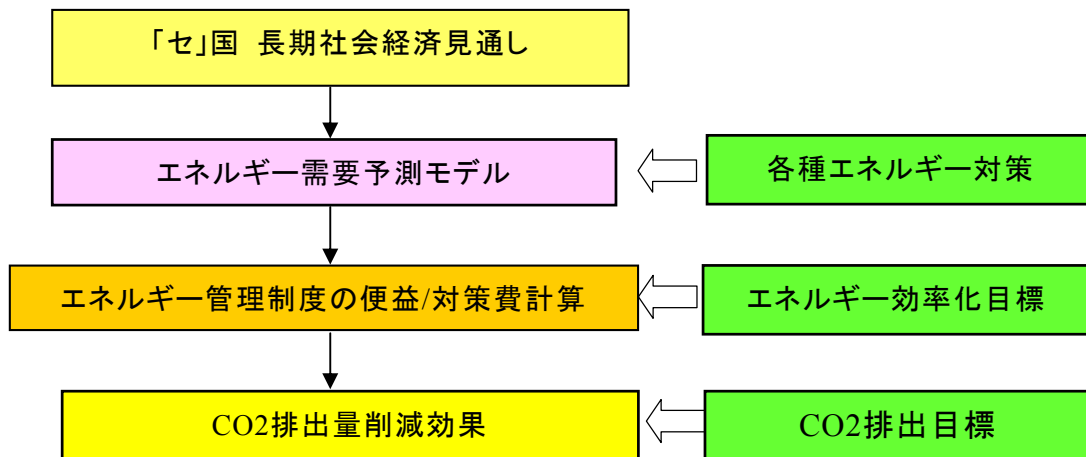 「セ」国 長期社会経済見通し
エネルギー需要予測モデル
各種エネルギー対策
エネルギー管理制度の便益/対策費計算
エネルギー効率化目標
CO2排出量削減効果
CO2排出目標